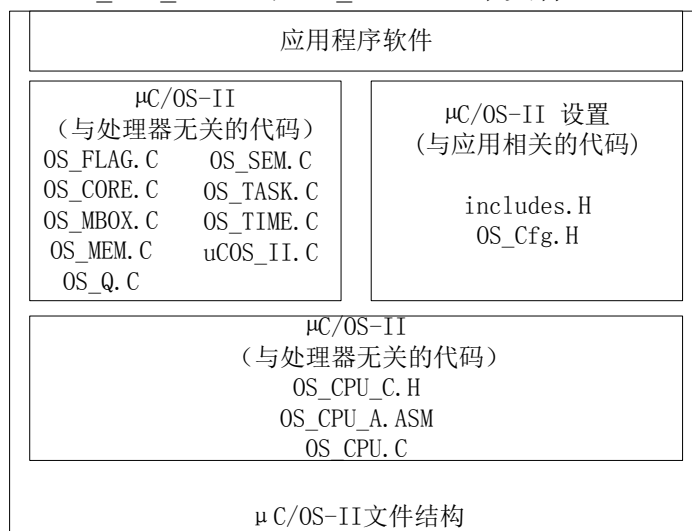 应用程序软件
μC/OS-II
（与处理器无关的代码）
OS_FLAG.C OS_SEM.C
OS_CORE.C OS_TASK.C
OS_MBOX.C OS_TIME.C
OS_MEM.C uCOS_II.C
OS_Q.C
μC/OS-II 设置
(与应用相关的代码)
includes.H
OS_Cfg.H
μC/OS-II
（与处理器无关的代码）
OS_CPU_C.H
OS_CPU_A.ASM
OS_CPU.C
μC/OS-II文件结构